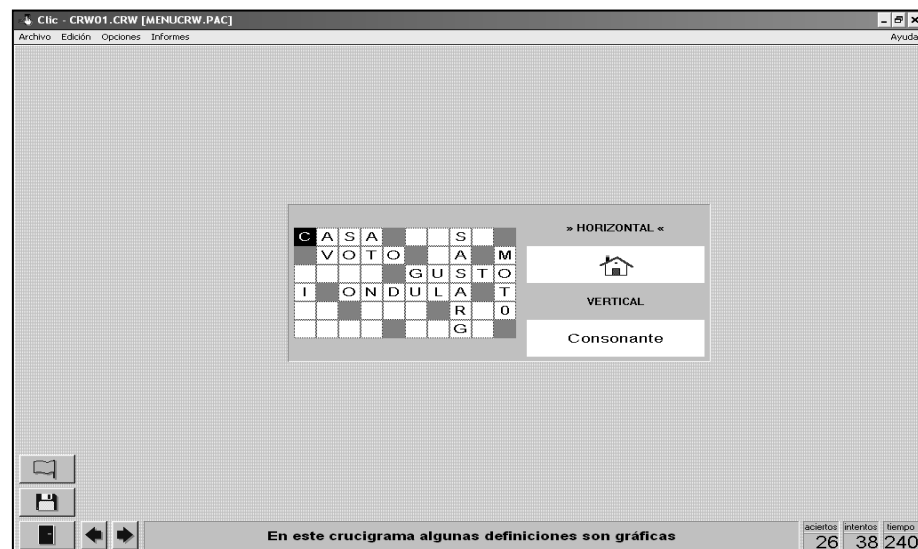 Clic - CRW01.CRW [MENUCRW.PAC]
Archivo Edición Opciones Informes Ayuda
C A S A S
V O T O A M
G U S T O
I O N D U L A T
R 0
G
» HORIZONTAL «
VERTICAL
Consonante
En este crucigrama algunas definiciones son gráficas
aciertos intentos tiempo
26 38 240